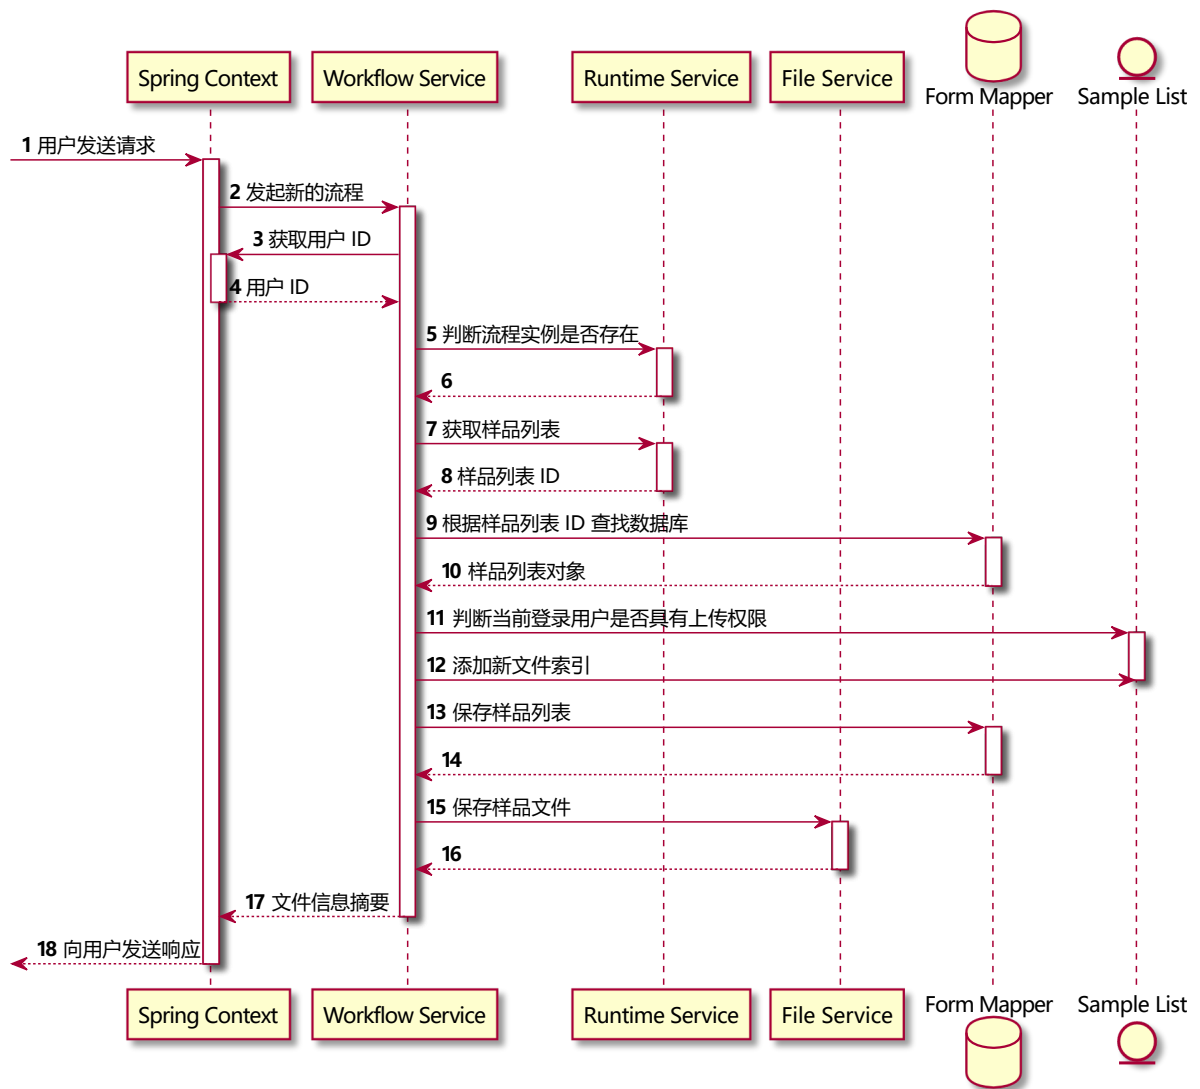 Spring Context
Workflow Service
Runtime Service
File Service
Form Mapper
Sample List
1 用户发送请求
2 发起新的流程
3 获取用户 ID
4 用户 ID
5 判断流程实例是否存在
6
7 获取样品列表
8 样品列表 ID
9 根据样品列表 ID 查找数据库
10 样品列表对象
11 判断当前登录用户是否具有上传权限
12 添加新文件索引
13 保存样品列表
14
15 保存样品文件
16
17 文件信息摘要
18 向用户发送响应
Spring Context
Workflow Service
Runtime Service
File Service
Form Mapper
Sample List